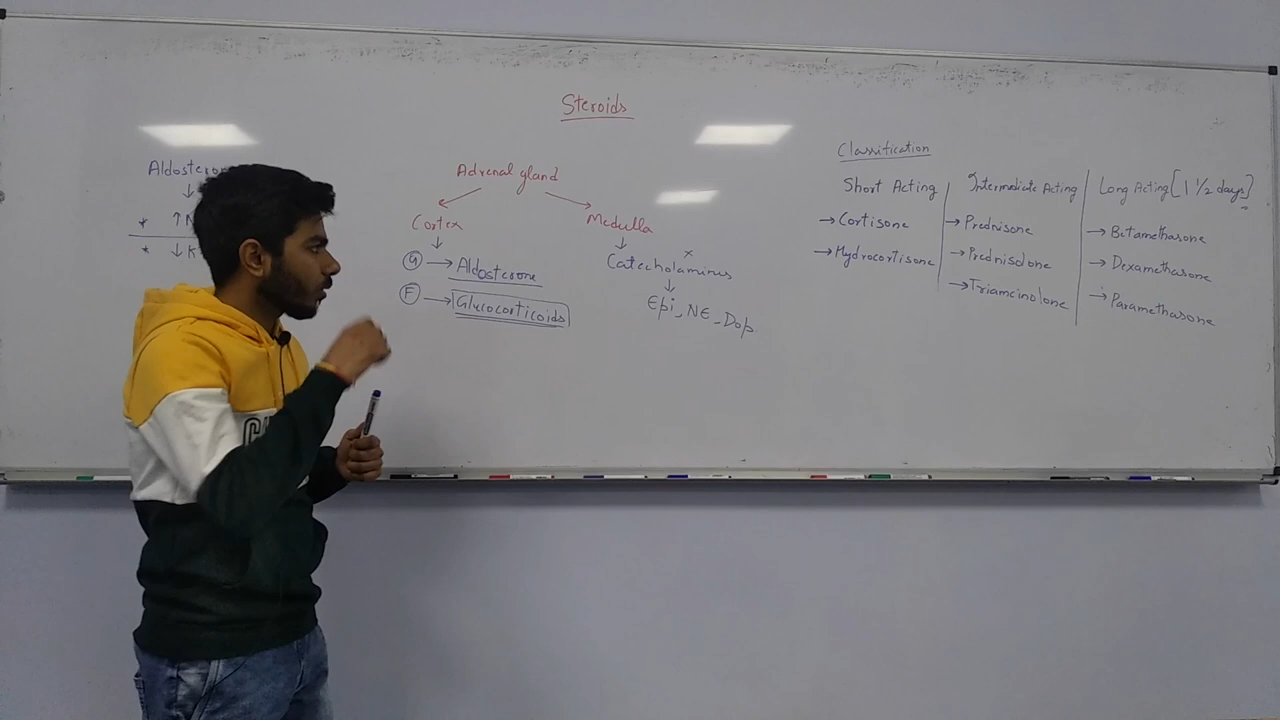 Steroids
Aldostero
↓
* ↑N
* ↓K
Adrenal gland
Cortex
↓
G → Aldosterone
F → Glucocorticoids
Medulla
↓
Catecholamines
↓
Epi, NE, Dop.
Classification
Short Acting
→ Cortisone
→ Hydrocortisone
Intermediate Acting
→ Prednisone
→ Prednisolone
→ Triamcinolone
Long Acting [1 1/2 days]
→ Betamethasone
→ Dexamethasone
→ Paramethasone